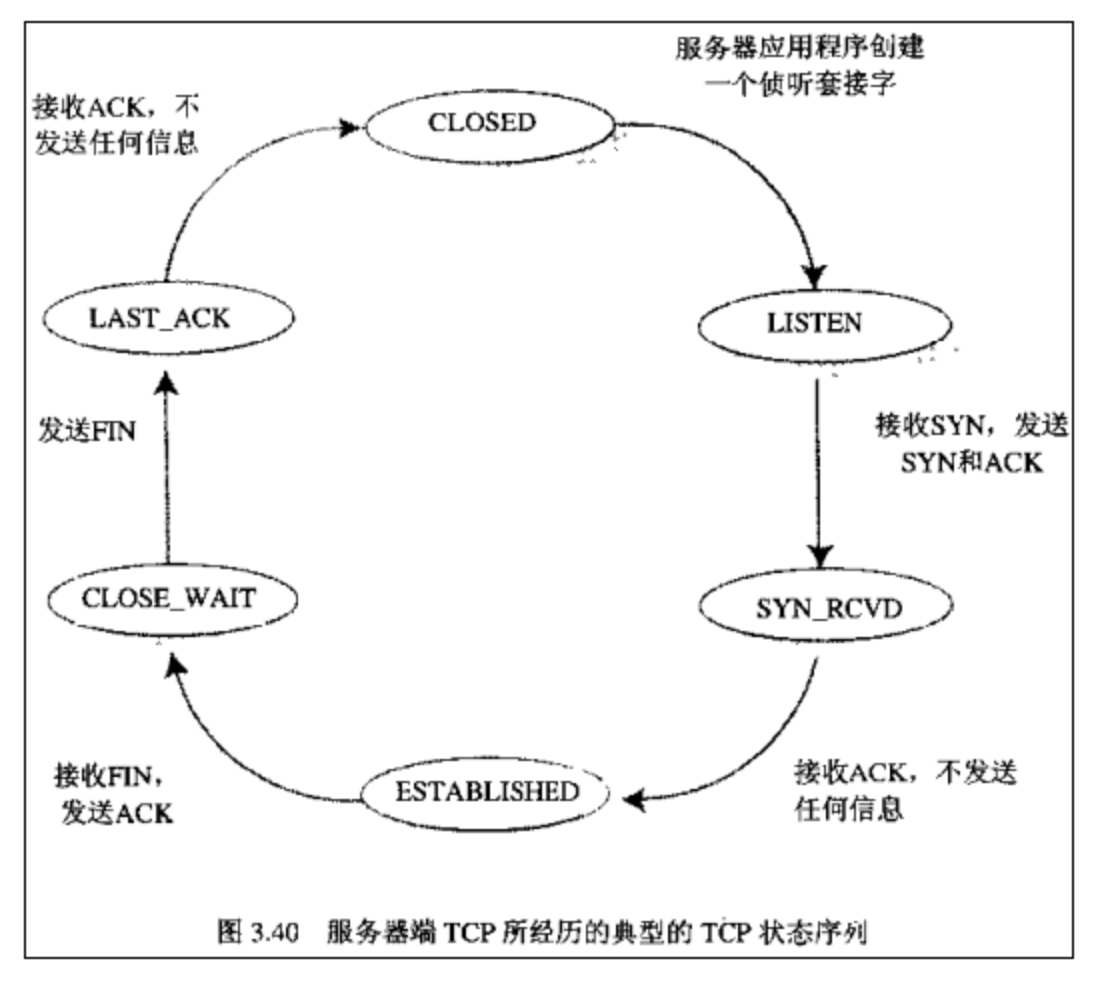 服务器应用程序创建
一个侦听套接字
接收ACK，不
发送任何信息
CLOSED
LAST_ACK
LISTEN
发送FIN
接收SYN，发送
SYN和ACK
CLOSE_WAIT
SYN_RCVD
接收FIN，
发送ACK
ESTABLISHED
接收ACK，不发送
任何信息
图 3.40 服务器端 TCP 所经历的典型的 TCP 状态序列